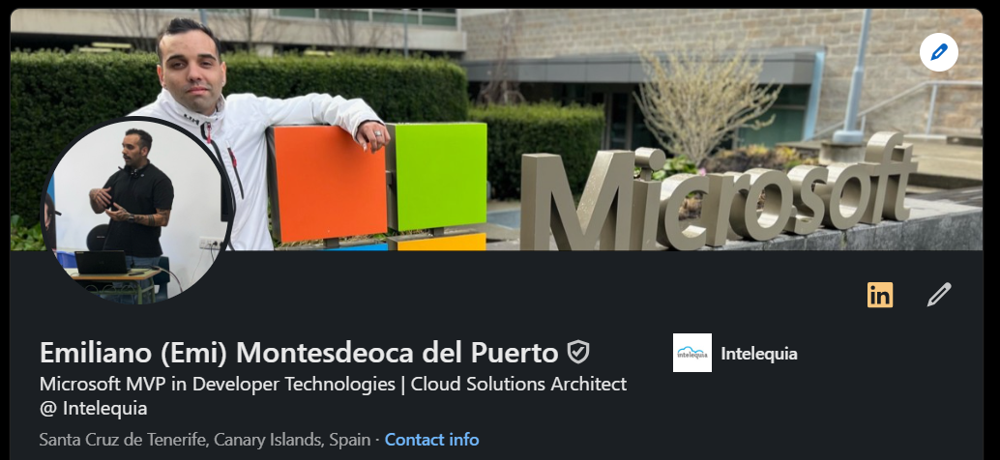 Microsoft
in
Emiliano (Emi) Montesdeoca del Puerto
intelequia
Intelequia
Microsoft MVP in Developer Technologies | Cloud Solutions Architect
@ Intelequia
Santa Cruz de Tenerife, Canary Islands, Spain · Contact info